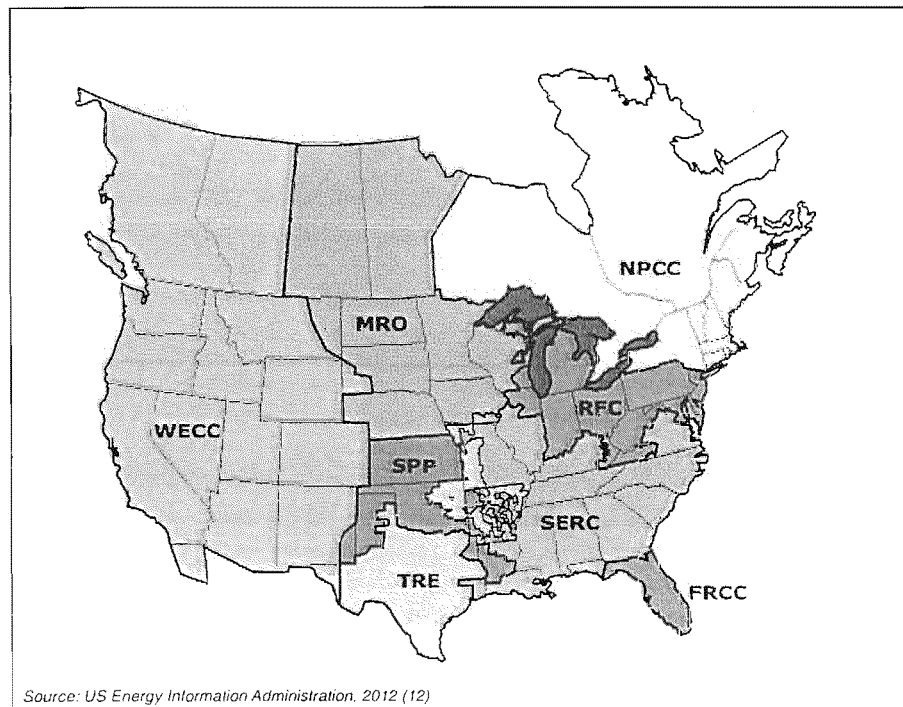 NPCC
MRO
RFC
WECC
SPP
SERC
TRE
FRCC
Source: US Energy Information Administration, 2012 (12)